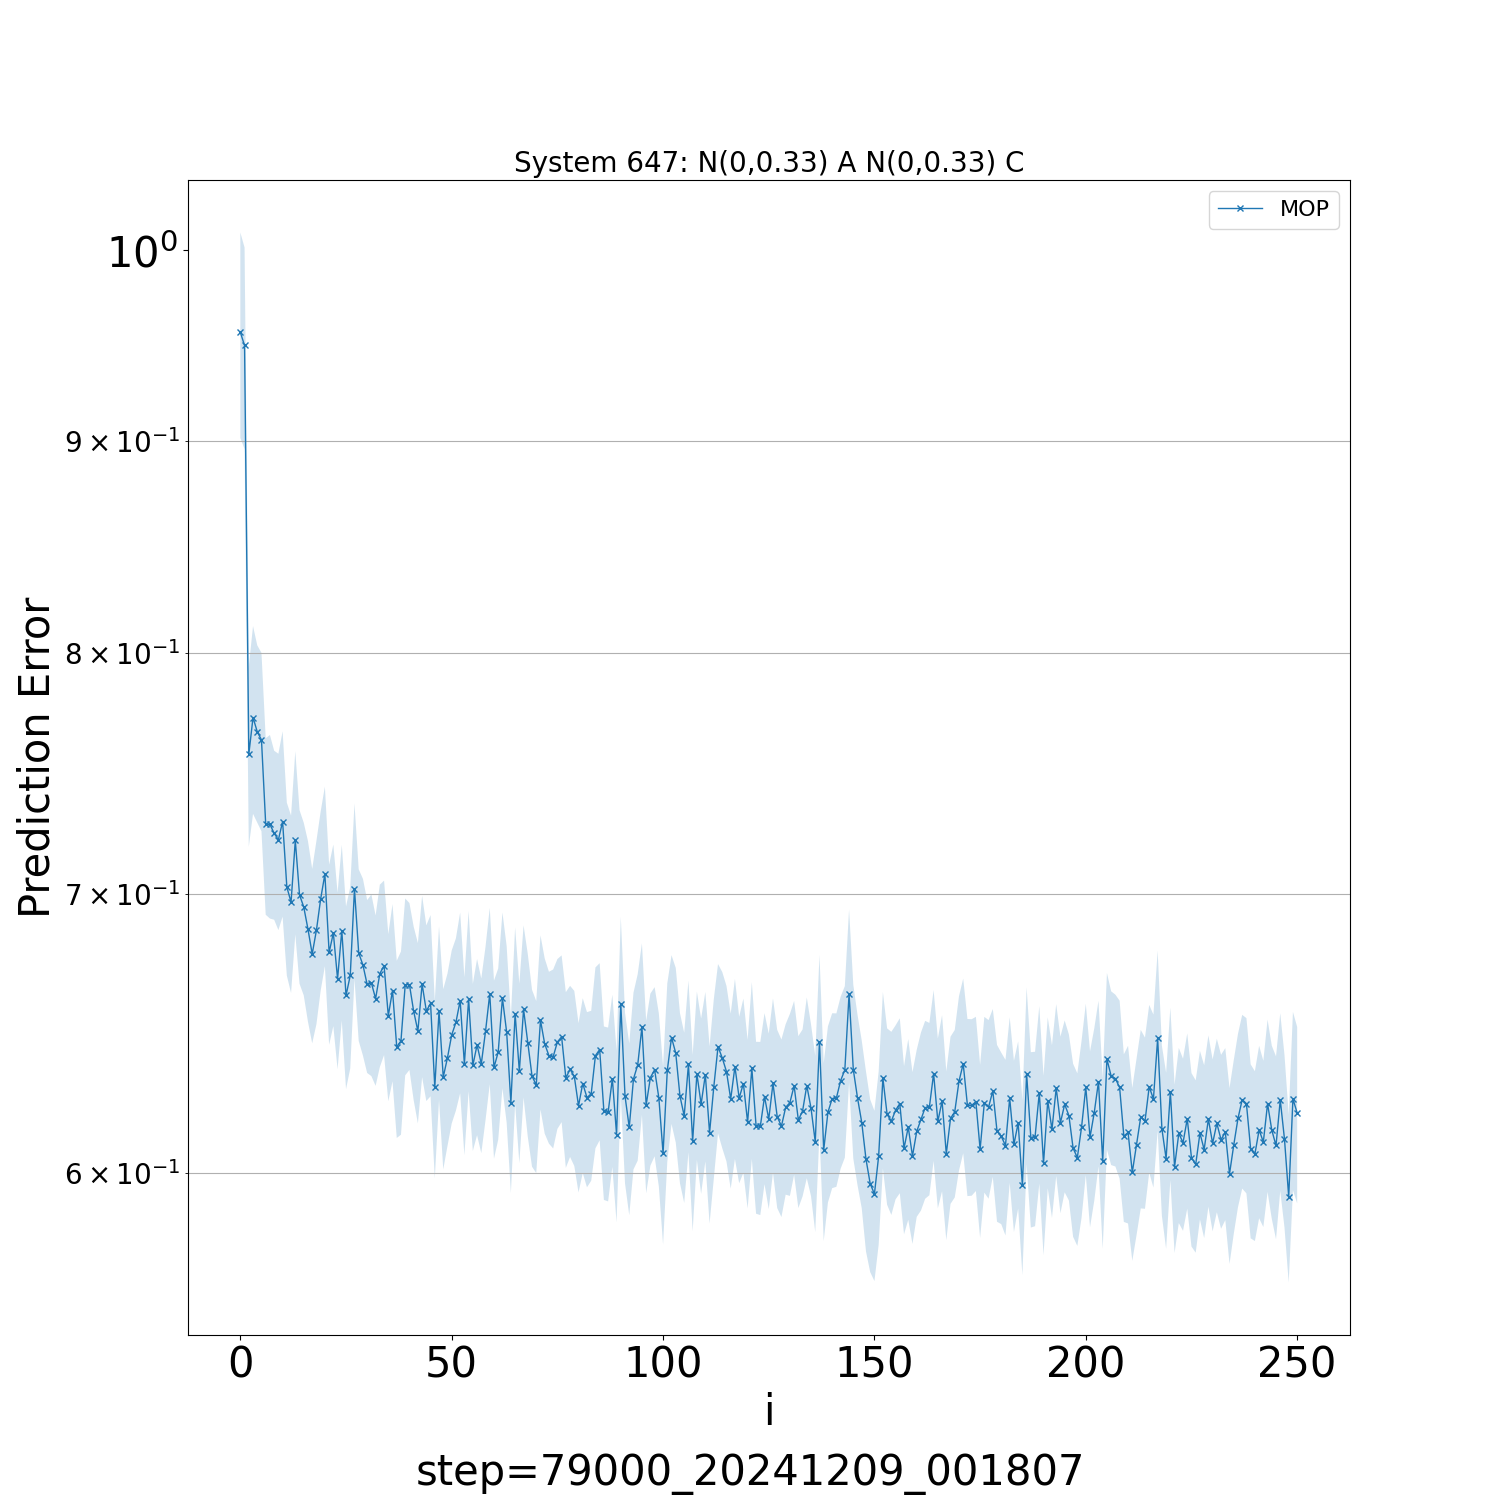 System 647: N(0,0.33) A N(0,0.33) C
MOP
10⁰
9 × 10⁻¹
8 × 10⁻¹
7 × 10⁻¹
6 × 10⁻¹
Prediction Error
0 50 100 150 200 250
i
step=79000_20241209_001807